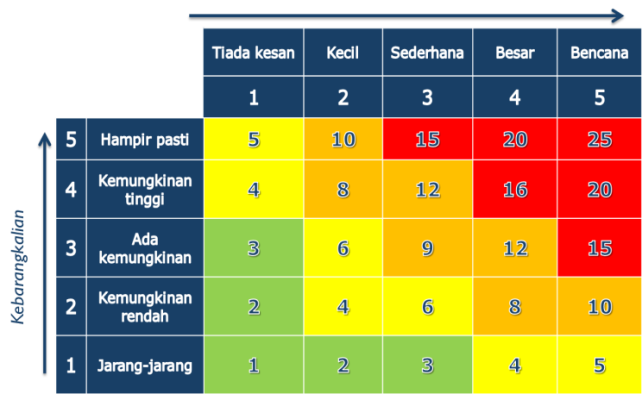 Tiada kesan Kecil Sederhana Besar Bencana
1 2 3 4 5
5 Hampir pasti 5 10 15 20 25
4 Kemungkinan
tinggi 4 8 12 16 20
3 Ada
kemungkinan 3 6 9 12 15
2 Kemungkinan
rendah 2 4 6 8 10
1 Jarang-jarang 1 2 3 4 5
Kebarangkalian